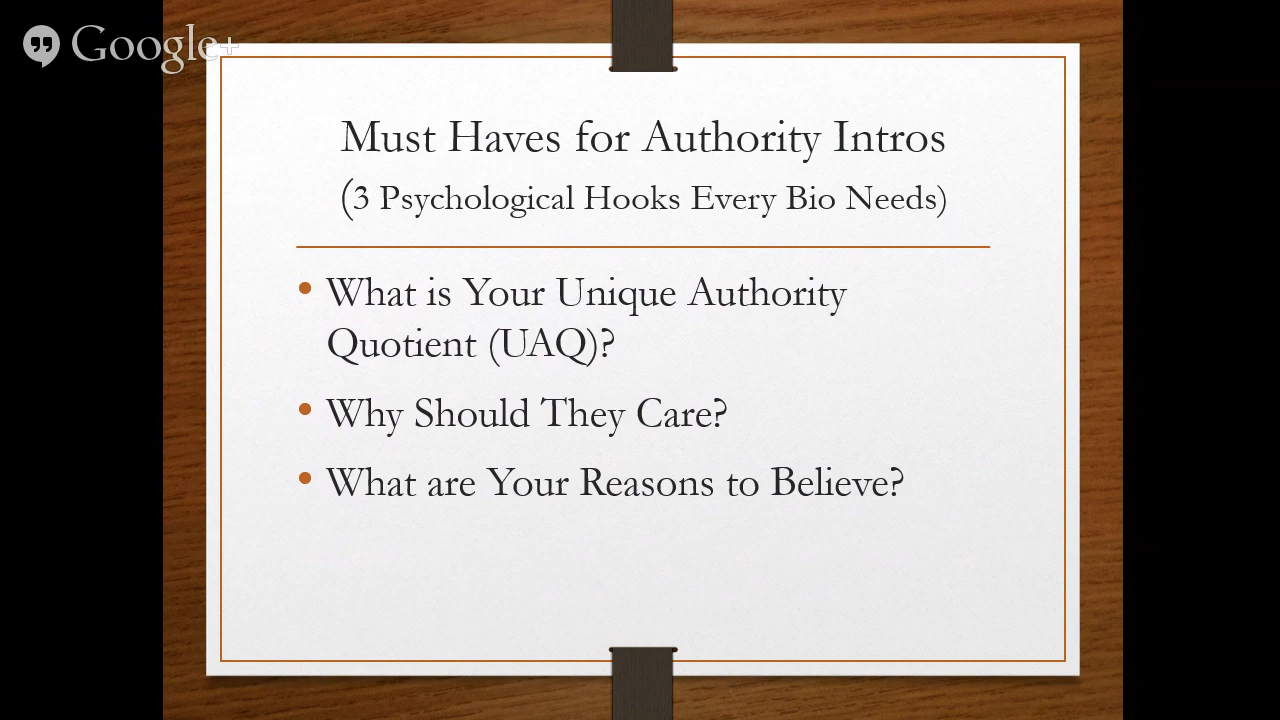 Google+
Must Haves for Authority Intros
(3 Psychological Hooks Every Bio Needs)
• What is Your Unique Authority
Quotient (UAQ)?
• Why Should They Care?
• What are Your Reasons to Believe?